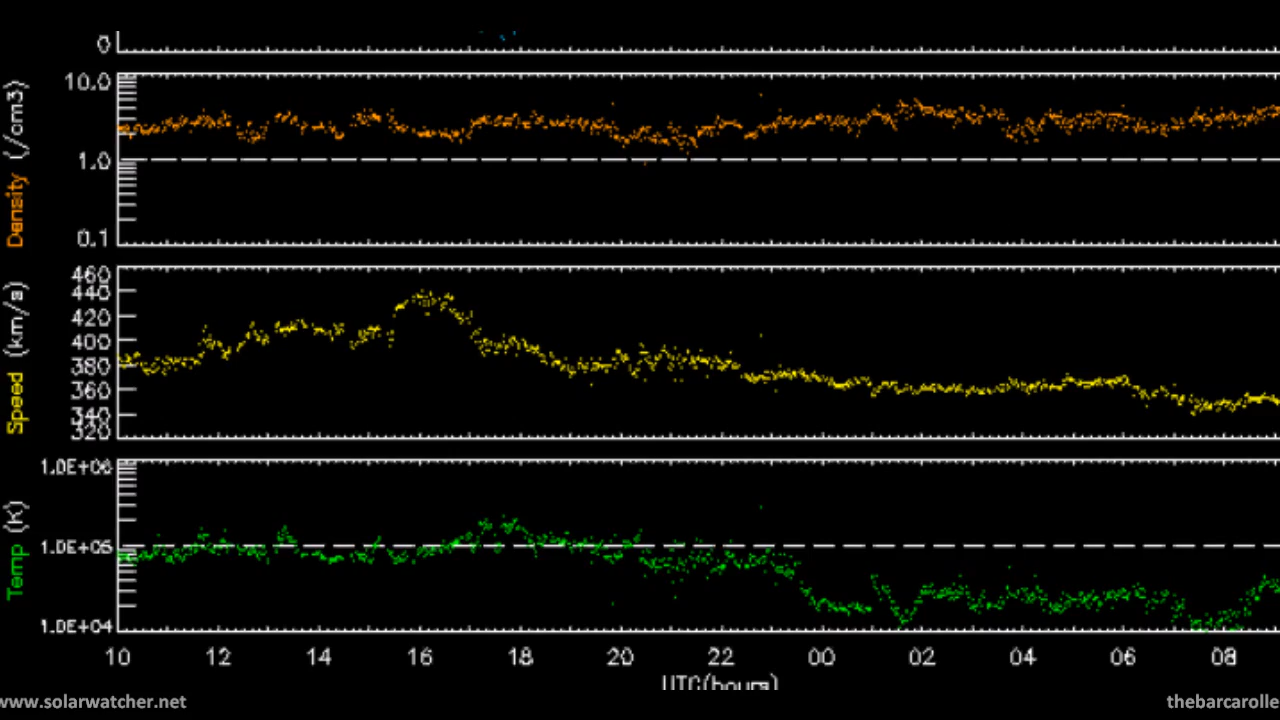 0
10.0
1.0
0.1
Density (/cm3)
460
440
420
400
380
360
340
320
Speed (km/s)
1.0E+06
1.0E+05
1.0E+04
Temp (K)
10 12 14 16 18 20 22 00 02 04 06 08
UTC(hours)
www.solarwatcher.net
thebarcarolle